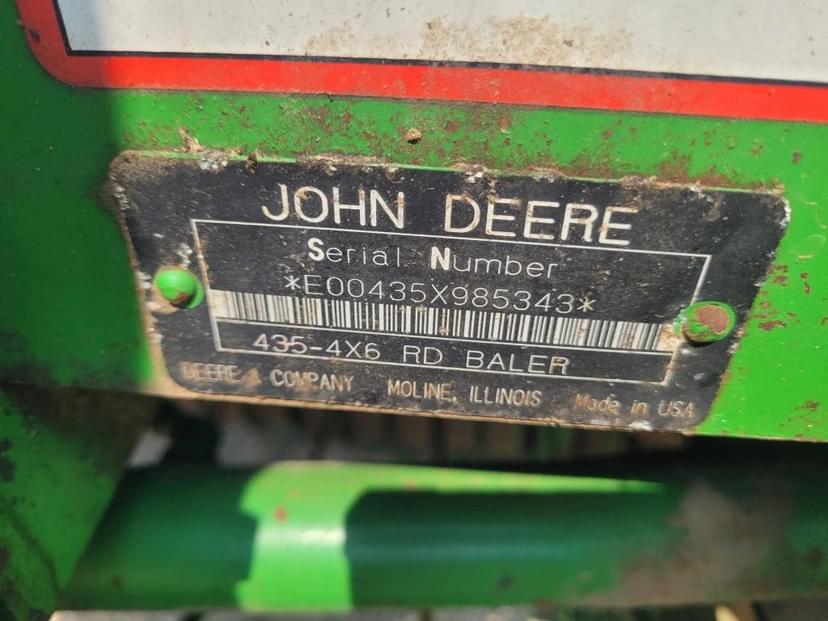 JOHN DEERE
Serial Number
*E00435X985343*
435-4X6 RD BALER
DEERE & COMPANY MOLINE, ILLINOIS Made in USA